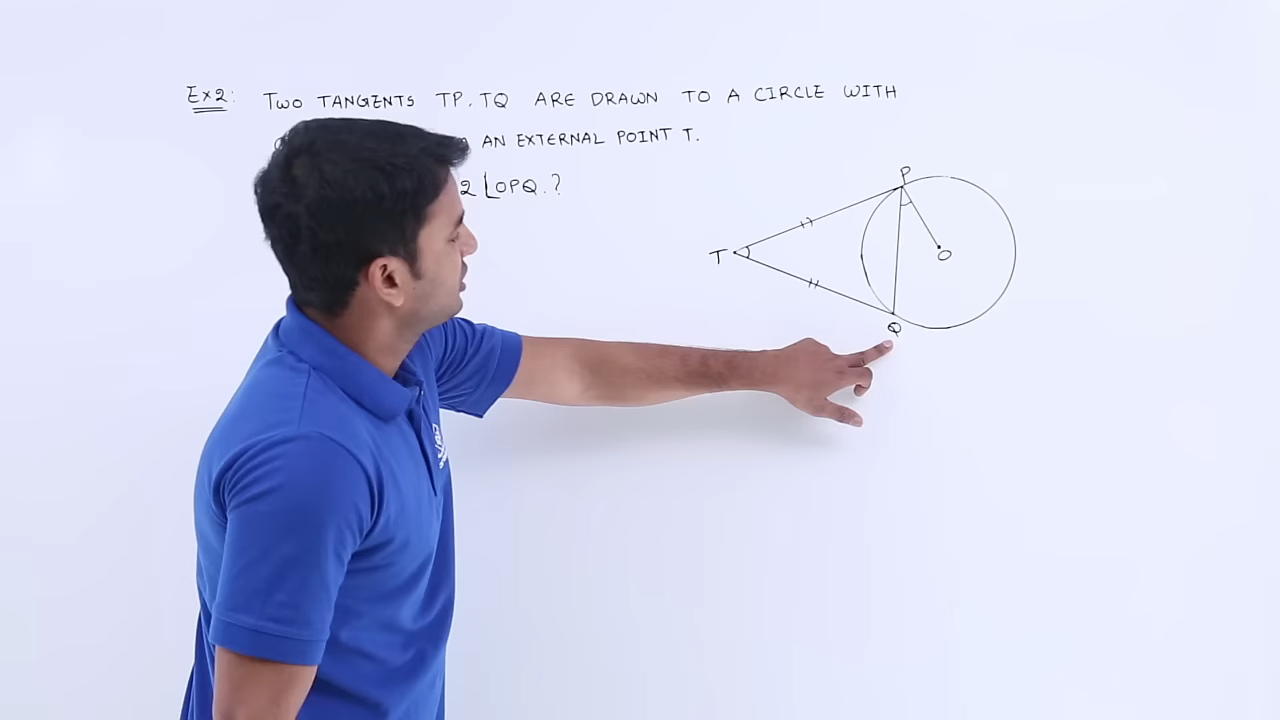 Ex2: TWO TANGENTS TP, TQ ARE DRAWN TO A CIRCLE WITH
AN EXTERNAL POINT T.
2 ∠OPQ.?
P
T
O
Q